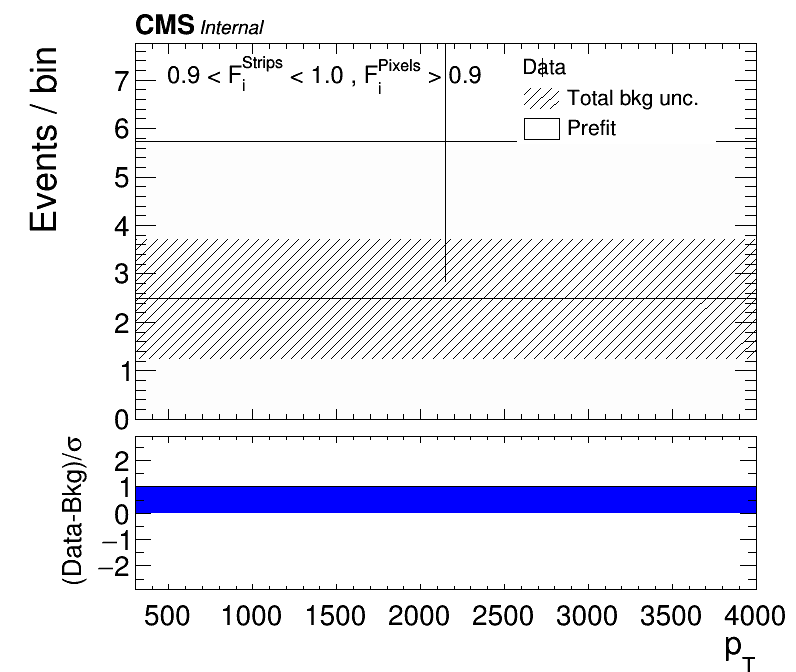 CMS Internal
0.9 < F_i^Strips < 1.0 , F_i^Pixels > 0.9
Data
Total bkg unc.
Prefit
Events / bin
7
6
5
4
3
2
1
0
(Data-Bkg)/σ
2
1
0
−1
−2
500 1000 1500 2000 2500 3000 3500 4000
p_T